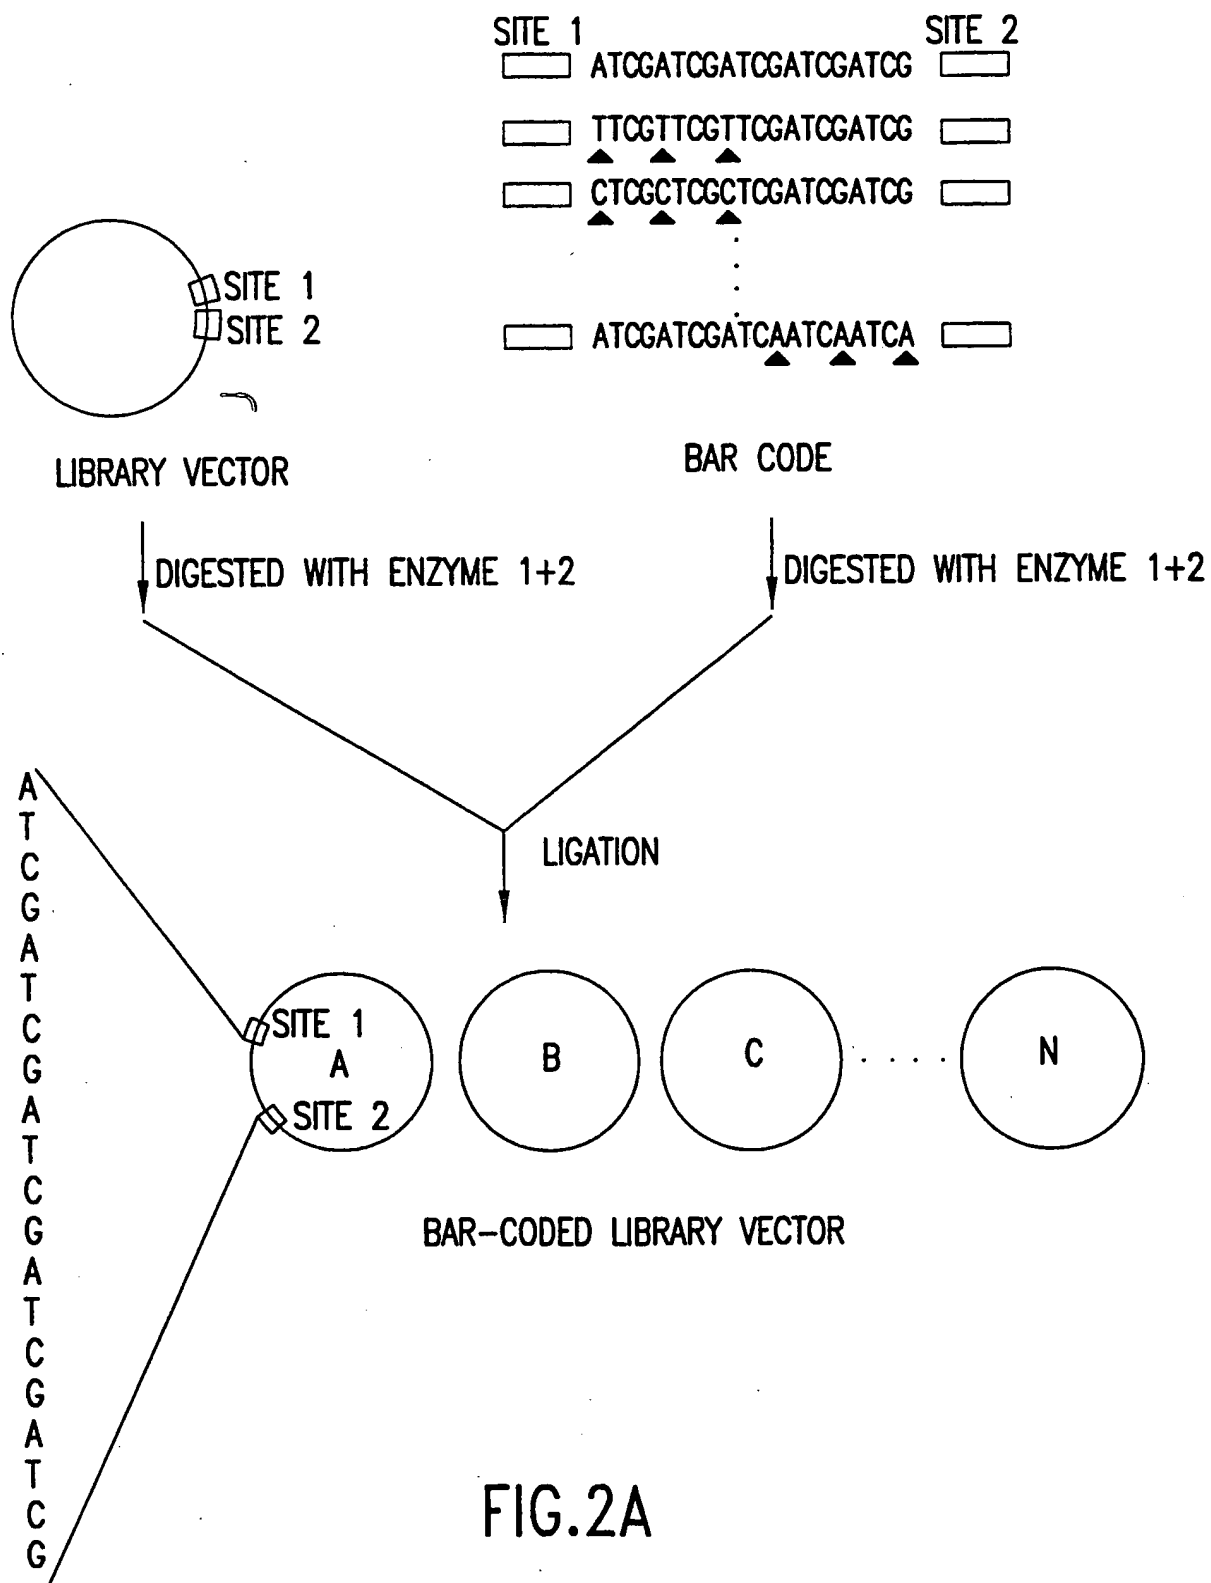 SITE 1 SITE 2
ATCGATCGATCGATCGATCG
TTCGTTCGTTCGATCGATCG
CTCGCTCGCTCGATCGATCG
SITE 1
SITE 2
ATCGATCGATCAATCAATCA
LIBRARY VECTOR
BAR CODE
DIGESTED WITH ENZYME 1+2
DIGESTED WITH ENZYME 1+2
LIGATION
A
T
C
G
A
T
C
G
A
T
C
G
A
T
C
G
A
T
C
G
SITE 1
A
SITE 2
B
C
N
BAR-CODED LIBRARY VECTOR
FIG.2A